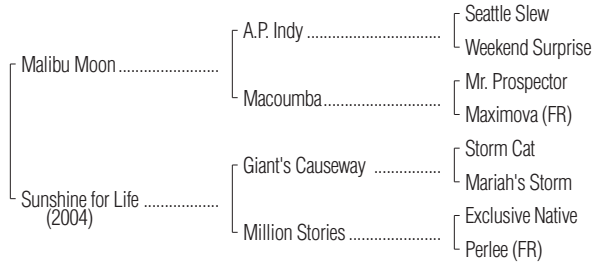 Seattle Slew
A.P. Indy ............................
Weekend Surprise
Malibu Moon .....................
Mr. Prospector
Macoumba.........................
Maximova (FR)
Storm Cat
Giant's Causeway ................
Mariah's Storm
Sunshine for Life ................
(2004)
Exclusive Native
Million Stories ....................
Perlee (FR)